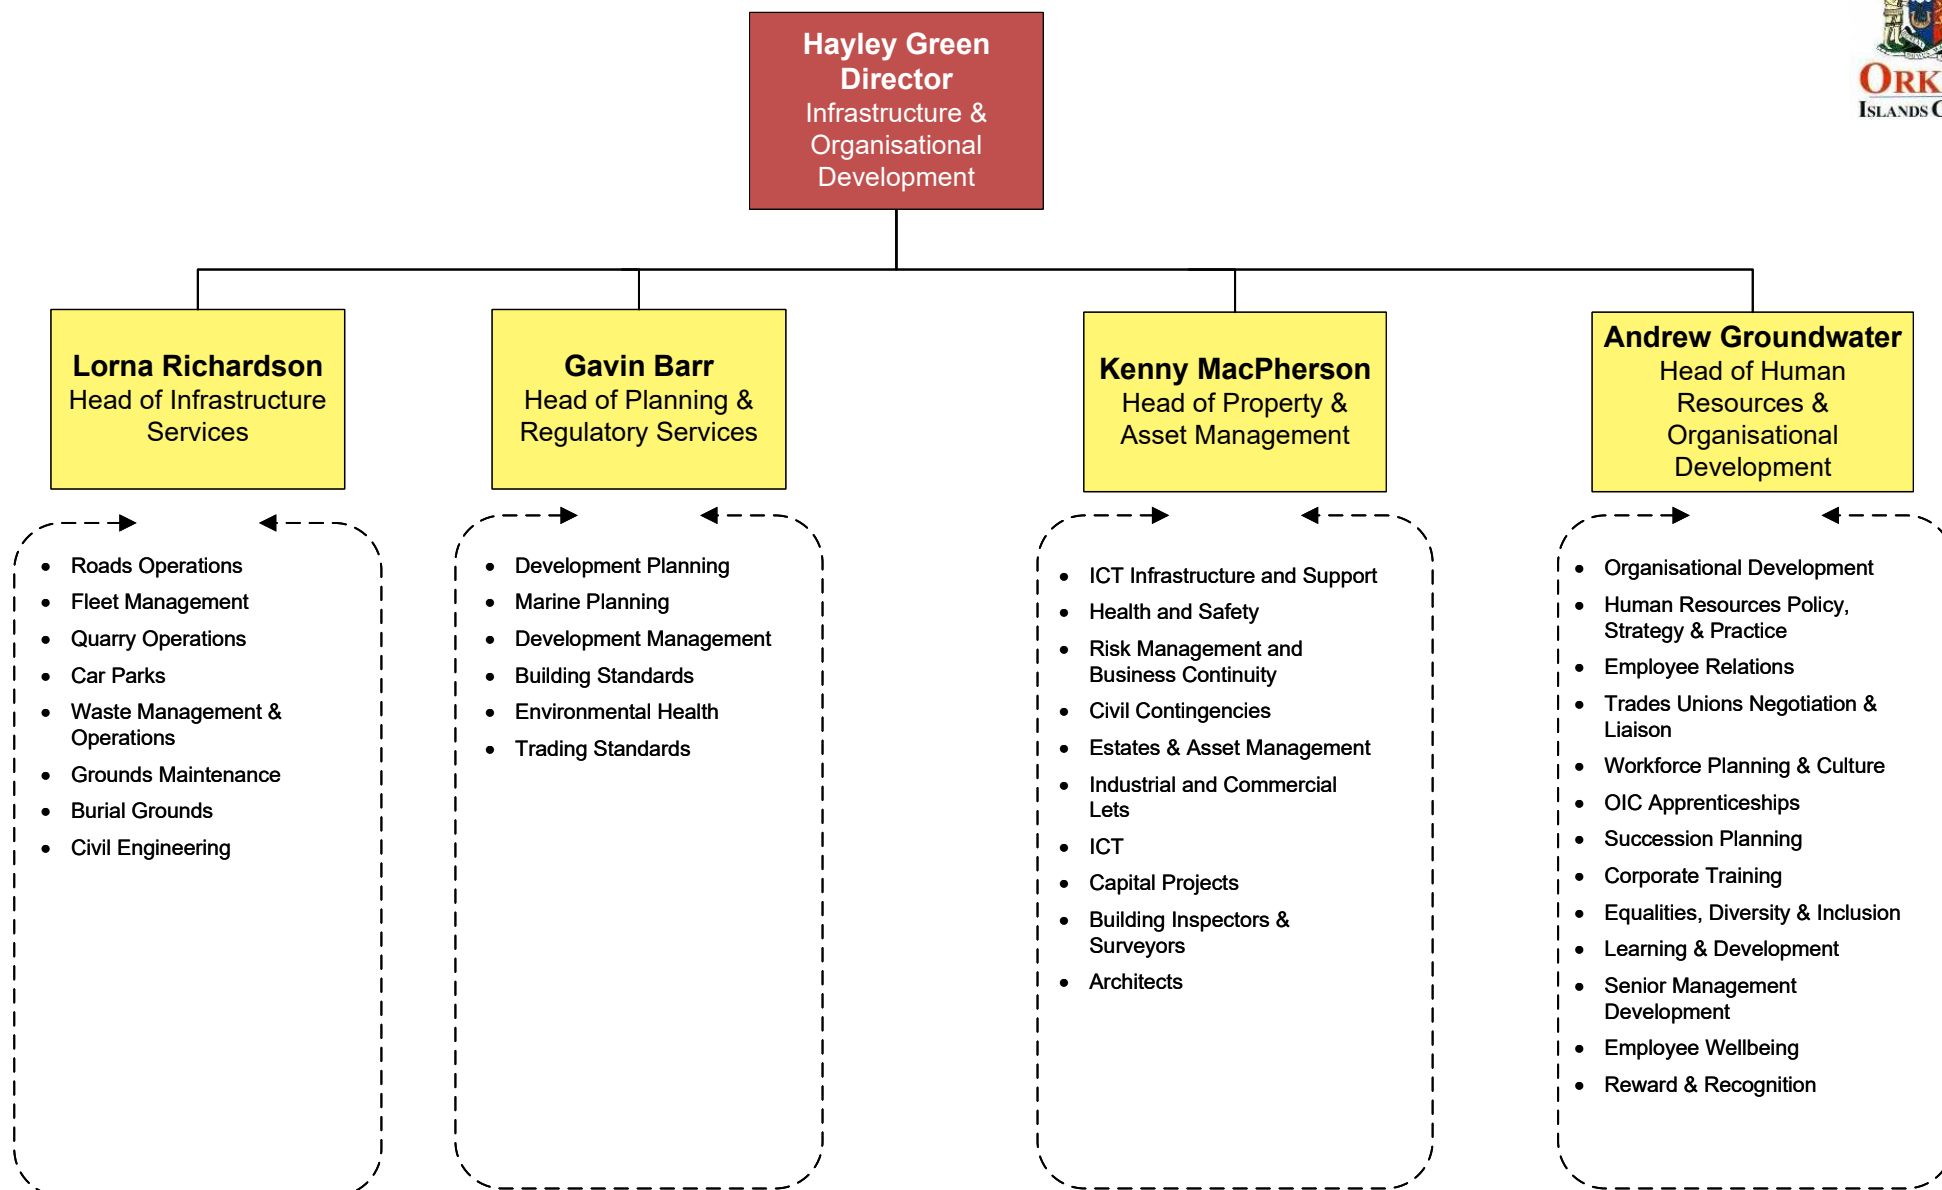 Hayley Green
Director
Infrastructure &
Organisational
Development
ORK
ISLANDS C
Lorna Richardson
Head of Infrastructure
Services
Gavin Barr
Head of Planning &
Regulatory Services
Kenny MacPherson
Head of Property &
Asset Management
Andrew Groundwater
Head of Human
Resources &
Organisational
Development
• Roads Operations
• Fleet Management
• Quarry Operations
• Car Parks
• Waste Management &
Operations
• Grounds Maintenance
• Burial Grounds
• Civil Engineering
• Development Planning
• Marine Planning
• Development Management
• Building Standards
• Environmental Health
• Trading Standards
• ICT Infrastructure and Support
• Health and Safety
• Risk Management and
Business Continuity
• Civil Contingencies
• Estates & Asset Management
• Industrial and Commercial
Lets
• ICT
• Capital Projects
• Building Inspectors &
Surveyors
• Architects
• Organisational Development
• Human Resources Policy,
Strategy & Practice
• Employee Relations
• Trades Unions Negotiation &
Liaison
• Workforce Planning & Culture
• OIC Apprenticeships
• Succession Planning
• Corporate Training
• Equalities, Diversity & Inclusion
• Learning & Development
• Senior Management
Development
• Employee Wellbeing
• Reward & Recognition